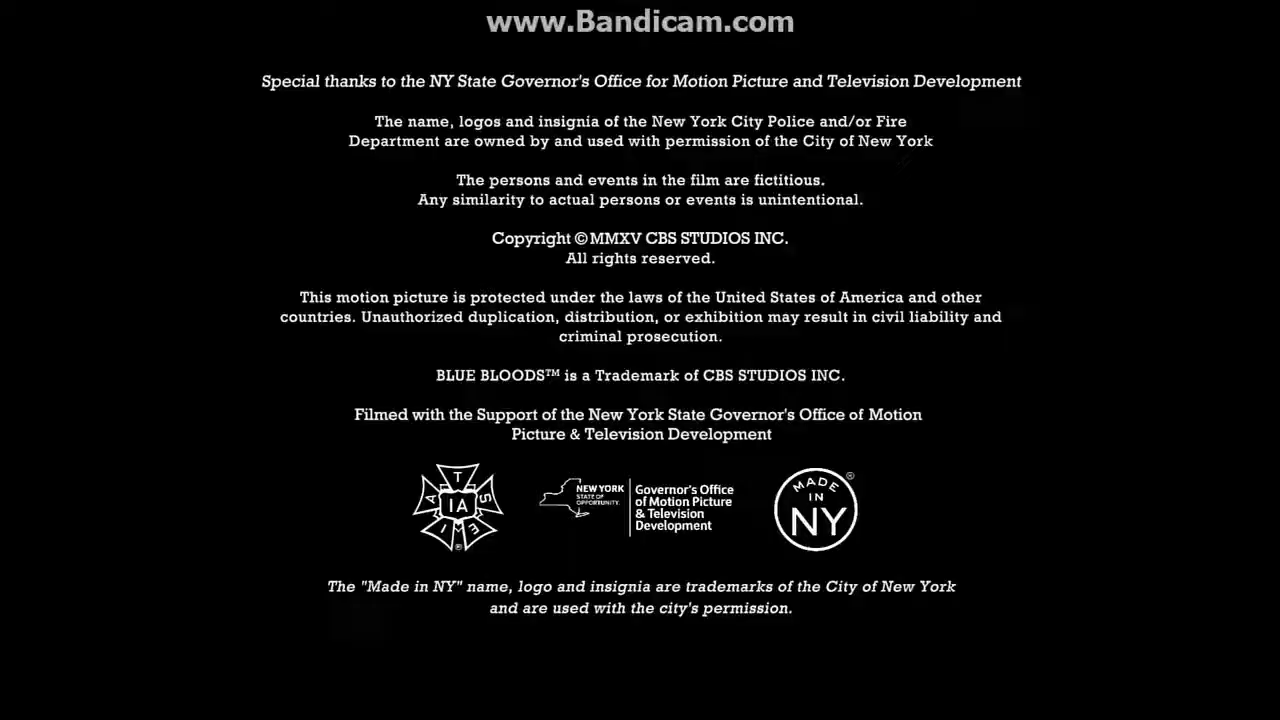 www.Bandicam.com
Special thanks to the NY State Governor's Office for Motion Picture and Television Development
The name, logos and insignia of the New York City Police and/or Fire
Department are owned by and used with permission of the City of New York
The persons and events in the film are fictitious.
Any similarity to actual persons or events is unintentional.
Copyright ©MMXV CBS STUDIOS INC.
All rights reserved.
This motion picture is protected under the laws of the United States of America and other
countries. Unauthorized duplication, distribution, or exhibition may result in civil liability and
criminal prosecution.
BLUE BLOODS™ is a Trademark of CBS STUDIOS INC.
Filmed with the Support of the New York State Governor's Office of Motion
Picture & Television Development
IATSE
IA
®
NEW YORK
STATE OF
OPPORTUNITY.
Governor's Office
of Motion Picture
& Television
Development
MADE
IN
NY
®
The "Made in NY" name, logo and insignia are trademarks of the City of New York
and are used with the city's permission.